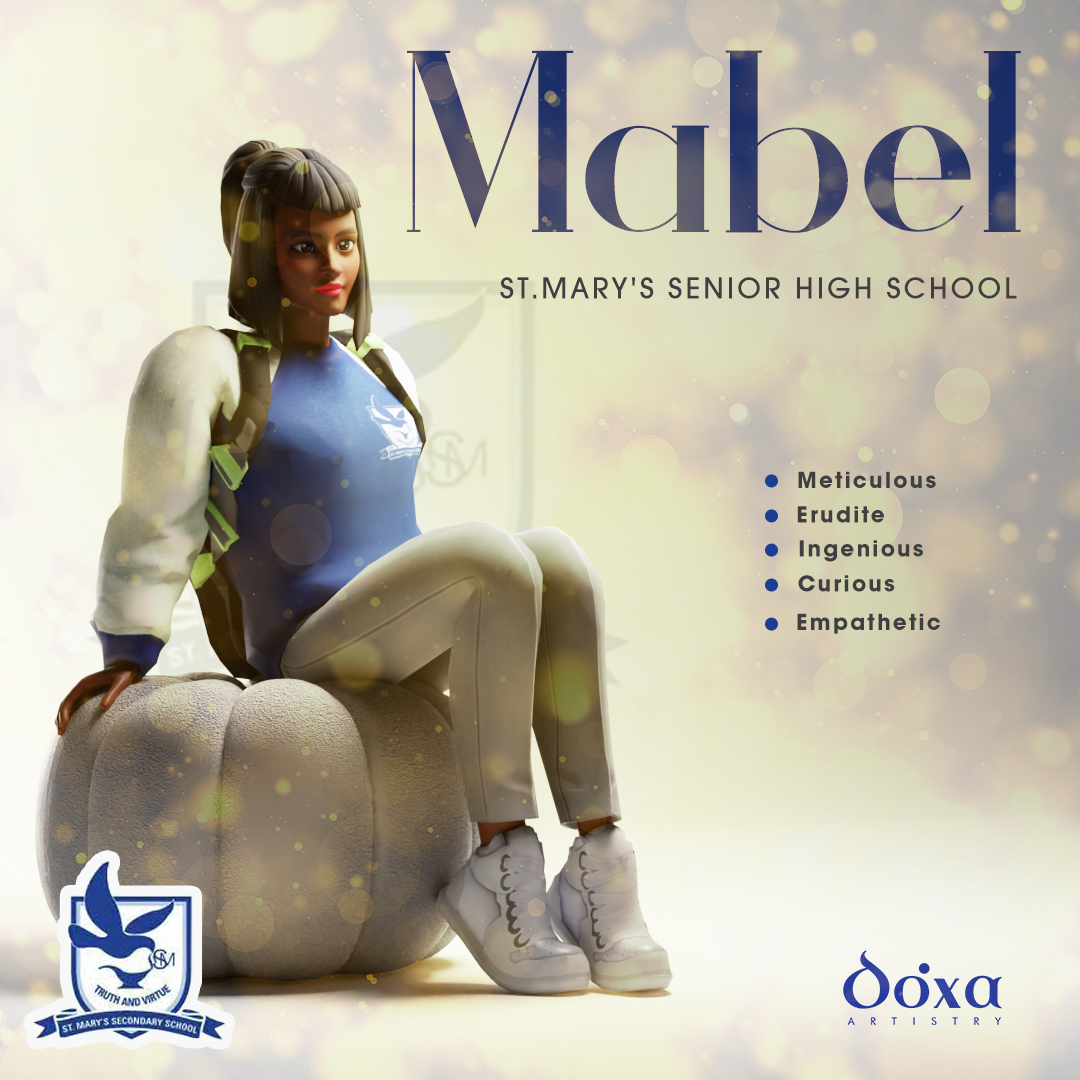 Mabel
ST.MARY'S SENIOR HIGH SCHOOL
Meticulous
Erudite
Ingenious
Curious
Empathetic
TRUTH AND VIRTUE
ST. MARY'S SECONDARY SCHOOL
δόxα
ARTISTRY